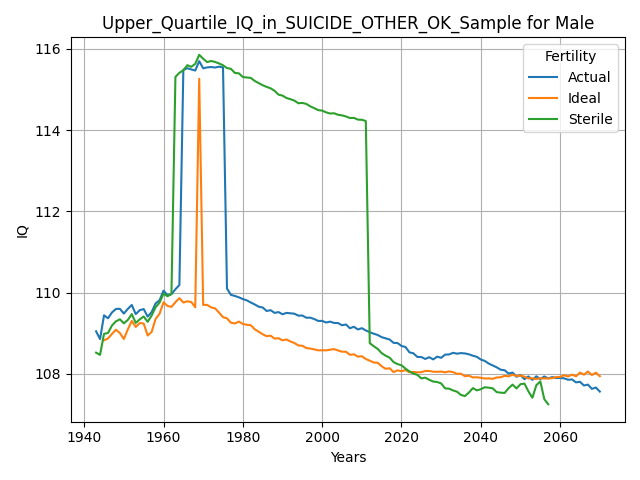 Upper_Quartile_IQ_in_SUICIDE_OTHER_OK_Sample for Male
116
114
112
110
108
IQ
Fertility
Actual
Ideal
Sterile
1940 1960 1980 2000 2020 2040 2060
Years